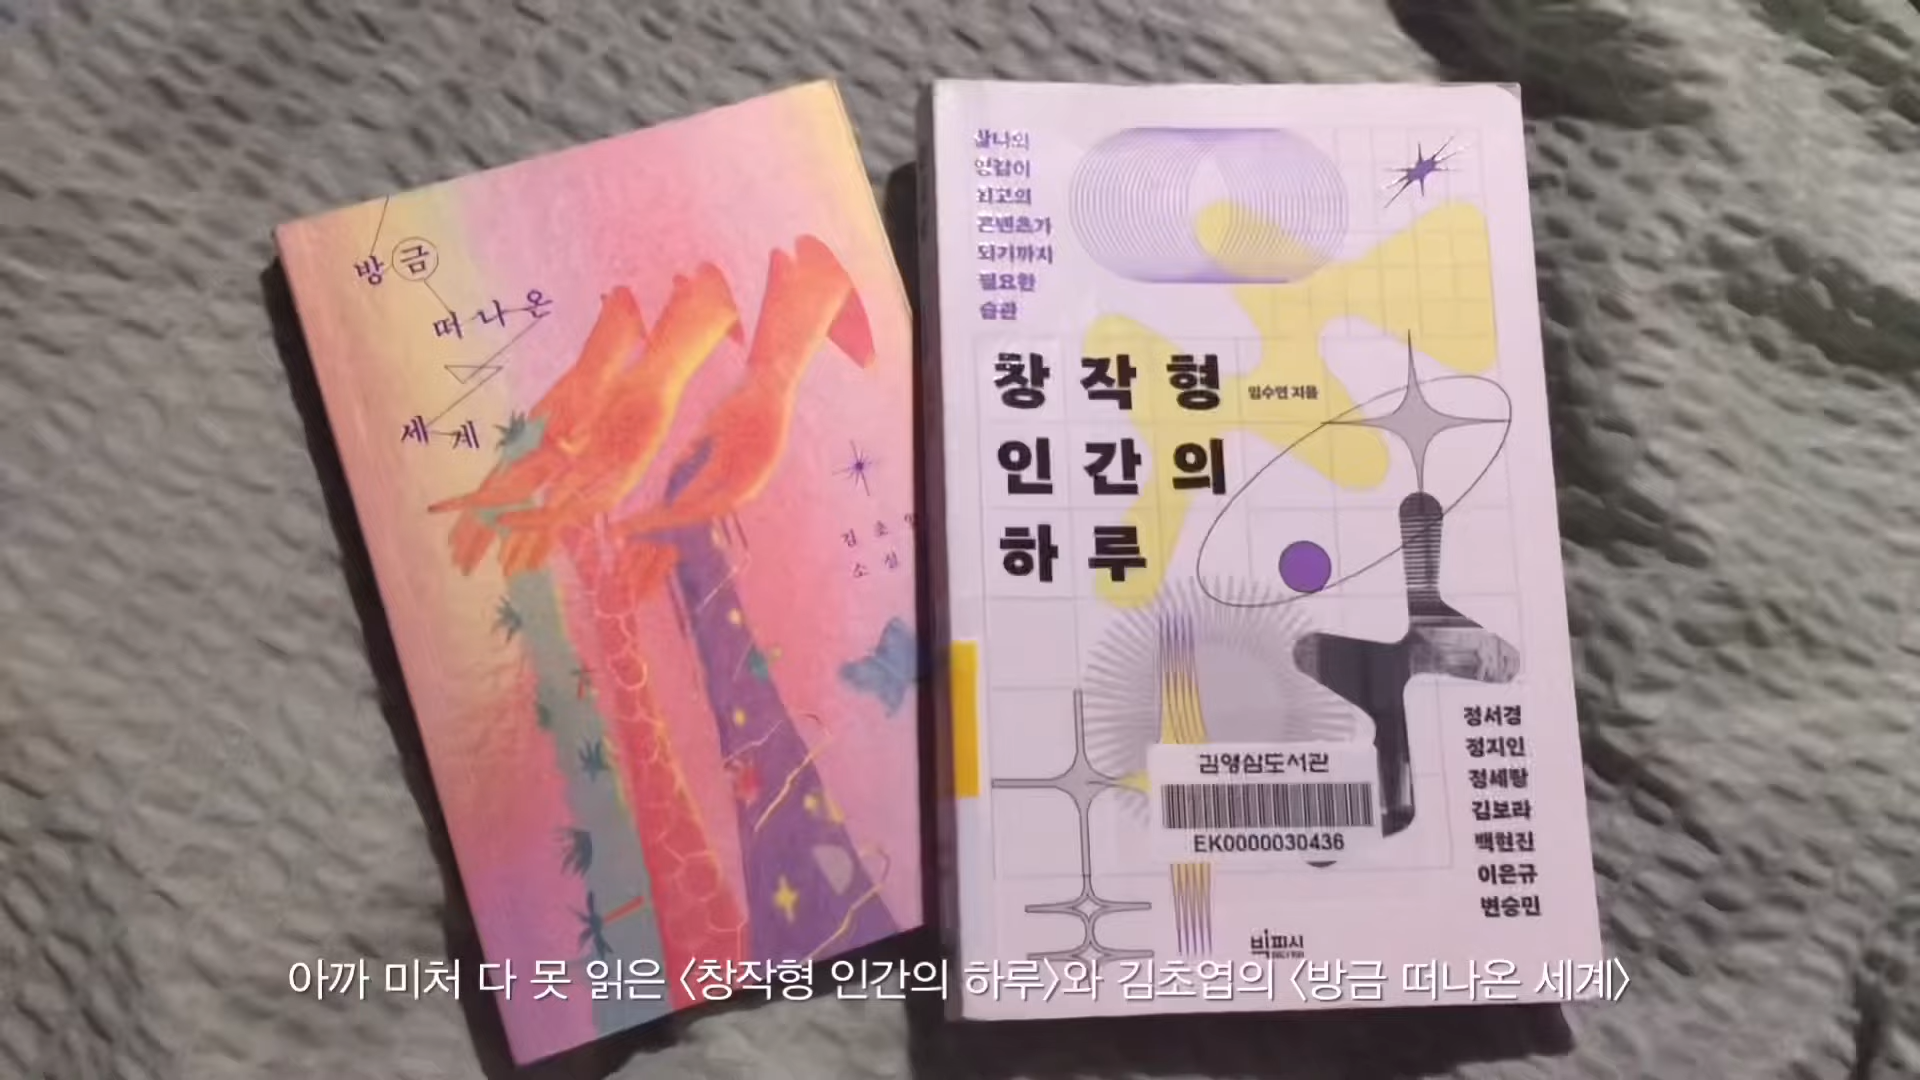 방금
떠나온
세계
김초엽
소설
찰나의
영감이
최고의
콘텐츠가
되기까지
필요한
습관
창작형
임수연 지음
인간의
하루
정서경
정지인
정세랑
김보라
백현진
이은규
변승민
김영삼도서관
EK0000030436
빅피시
아까 미처 다 못 읽은 〈창작형 인간의 하루〉와 김초엽의 〈방금 떠나온 세계〉